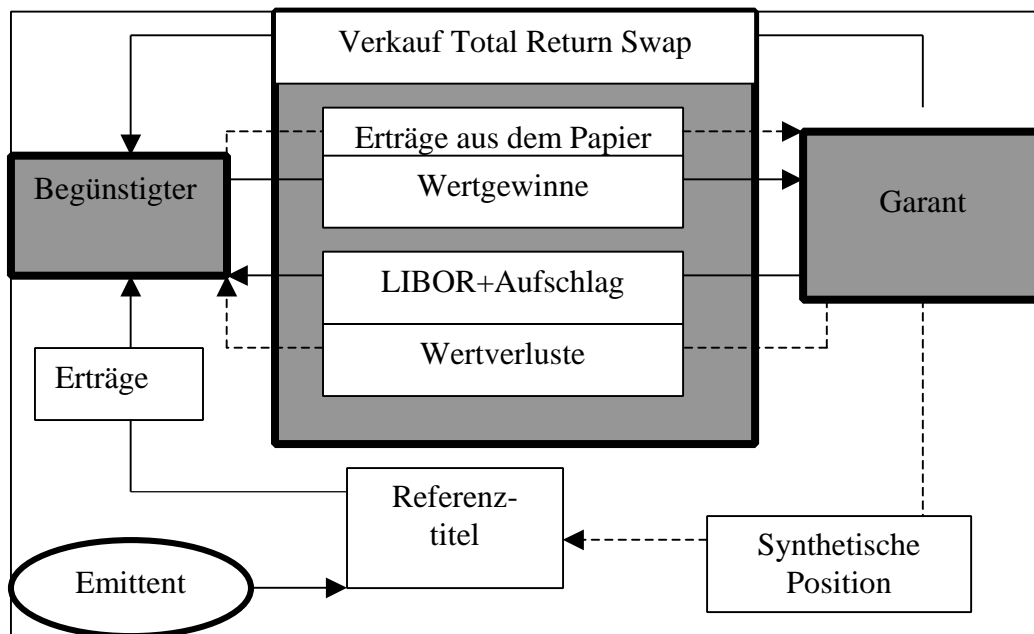 Verkauf Total Return Swap
Erträge aus dem Papier
Wertgewinne
Begünstigter
Garant
LIBOR+Aufschlag
Wertverluste
Erträge
Referenz-
titel
Synthetische
Position
Emittent